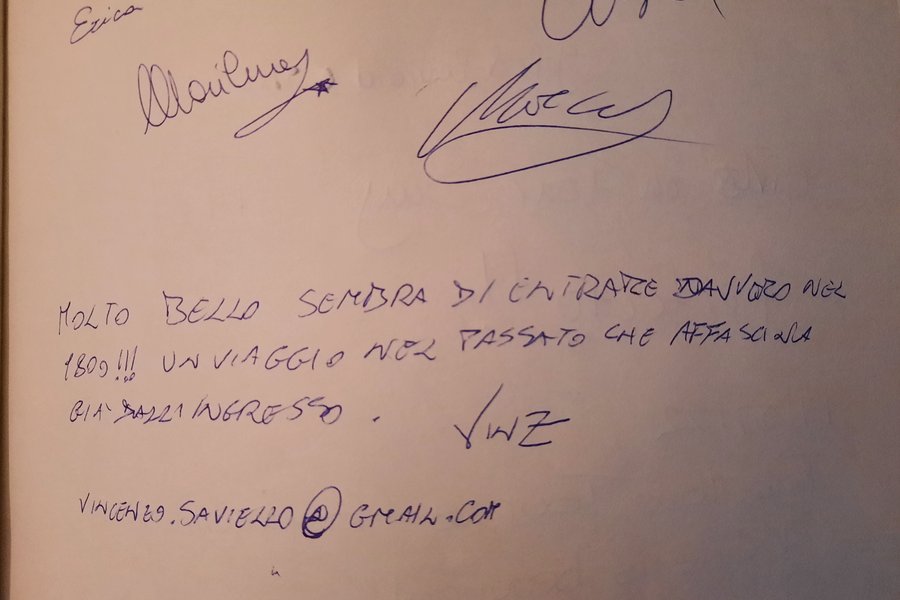 Erica
MOLTO BELLO SEMBRA DI ENTRARE DAVVERO NEL
1800!!! UN VIAGGIO NEL PASSATO CHE AFFASCINA
GIÀ DALL'INGRESSO. VINZ
VINCENZO.SAVIELLO@GMAIL.COM